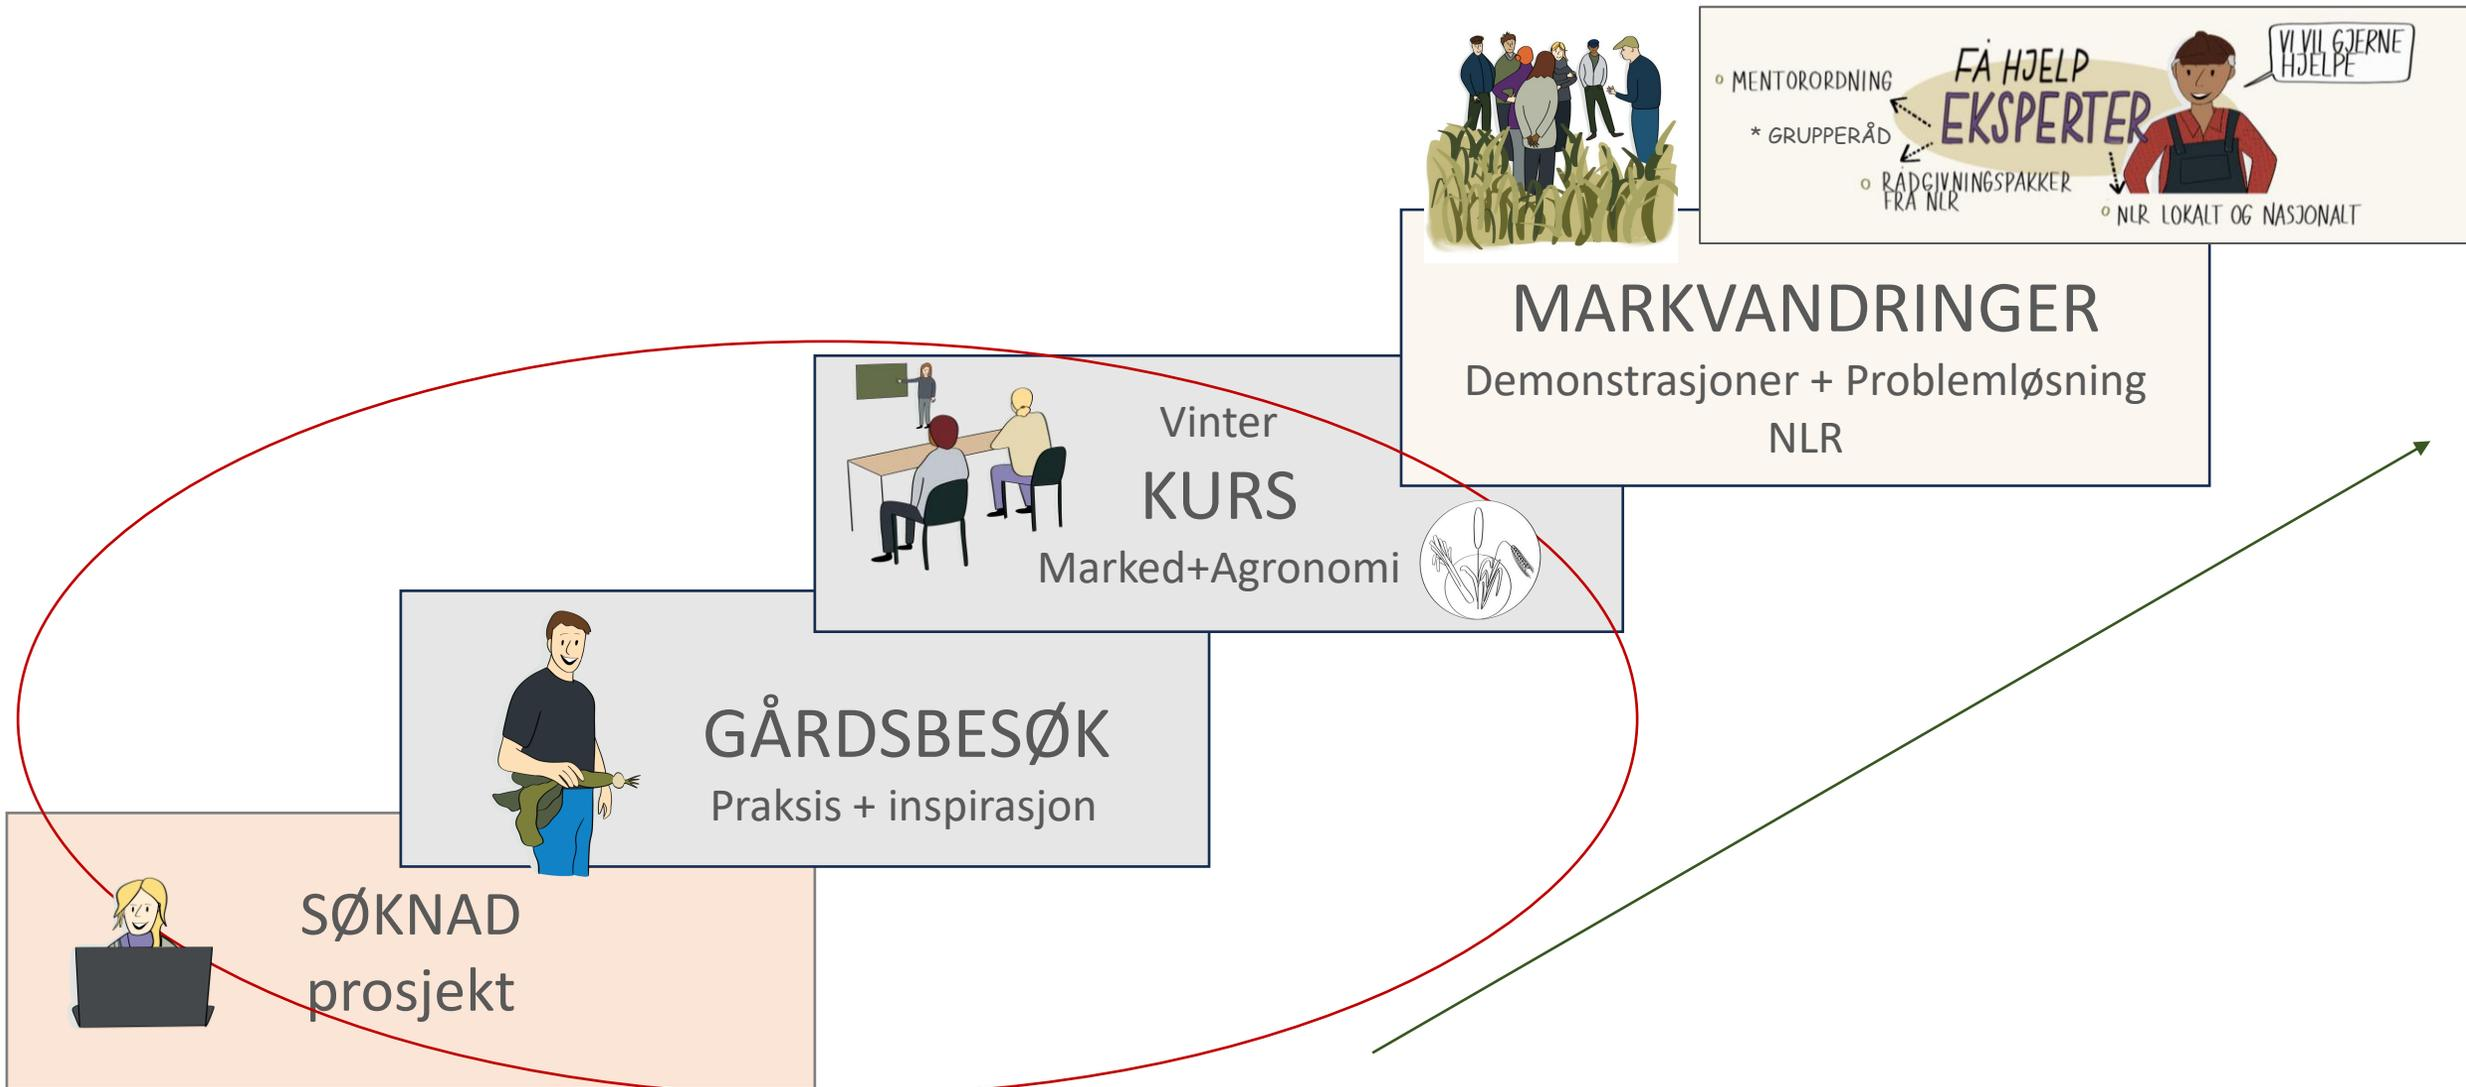 VI VIL GJERNE
HJELPE
FÅ HJELP
EKSPERTER
o MENTORORDNING
* GRUPPERÅD
o RÅDGIVNINGSPAKKER
FRA NLR
o NLR LOKALT OG NASJONALT
MARKVANDRINGER
Demonstrasjoner + Problemløsning
NLR
Vinter
KURS
Marked+Agronomi
GÅRDSBESØK
Praksis + inspirasjon
SØKNAD
prosjekt